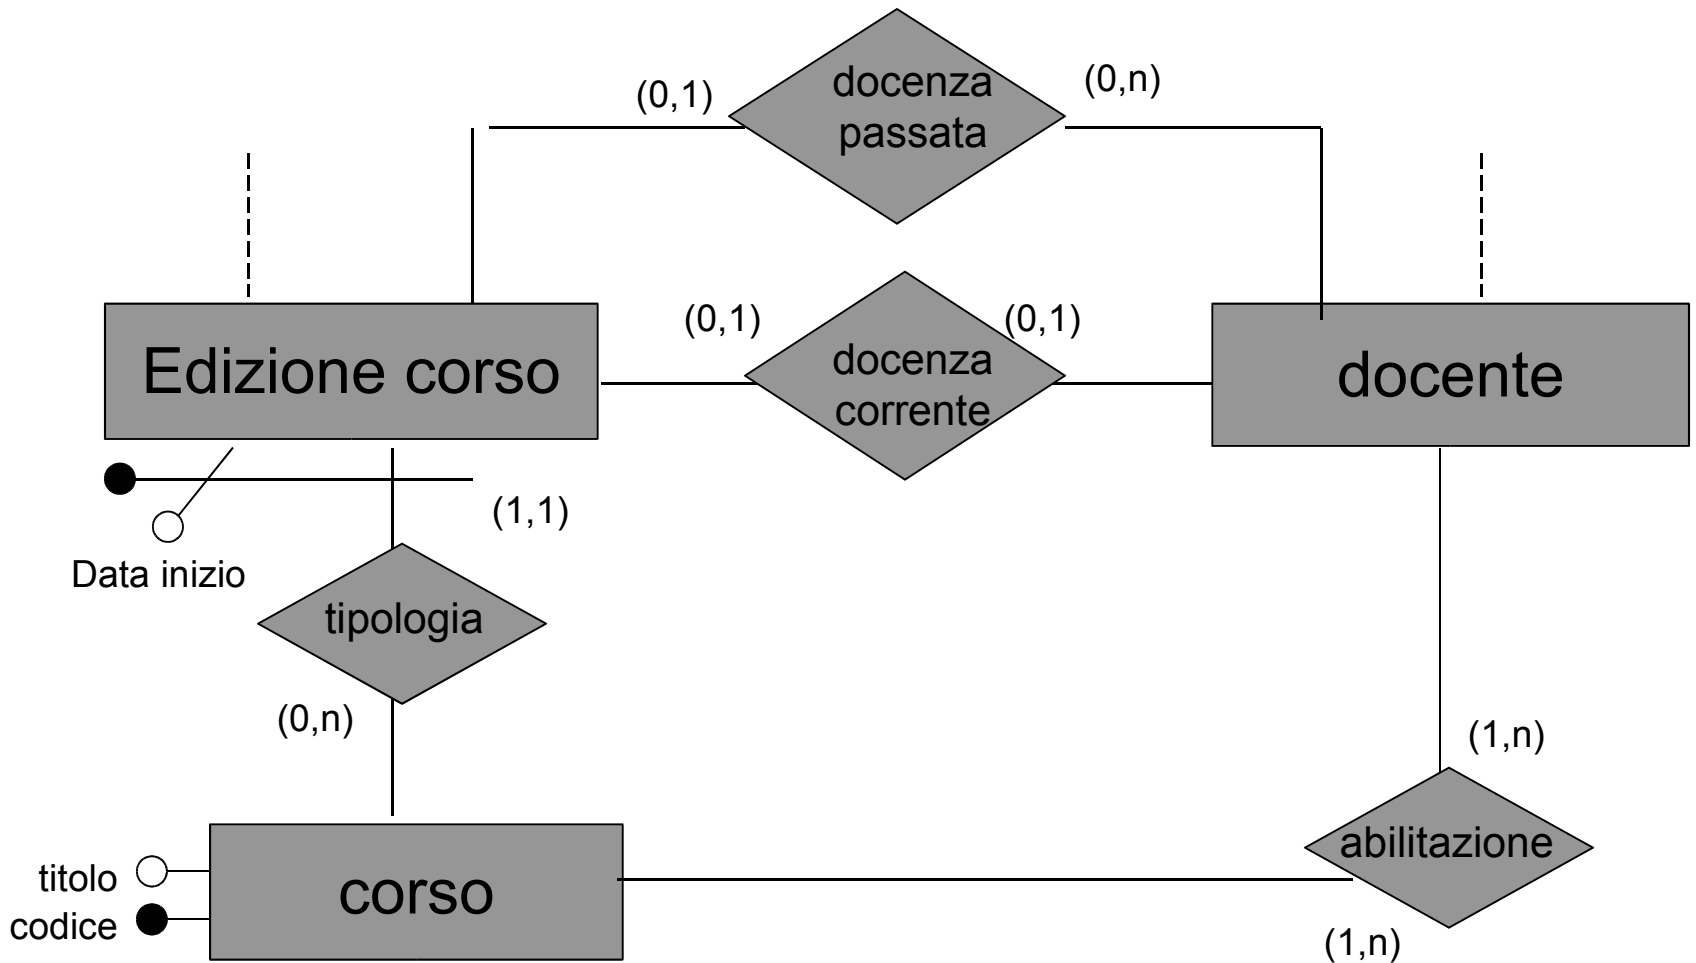 docenza
passata
(0,1)
(0,n)
Edizione corso
(0,1)
docenza
corrente
(0,1)
docente
(1,1)
Data inizio
tipologia
(0,n)
(1,n)
abilitazione
titolo
codice
corso
(1,n)